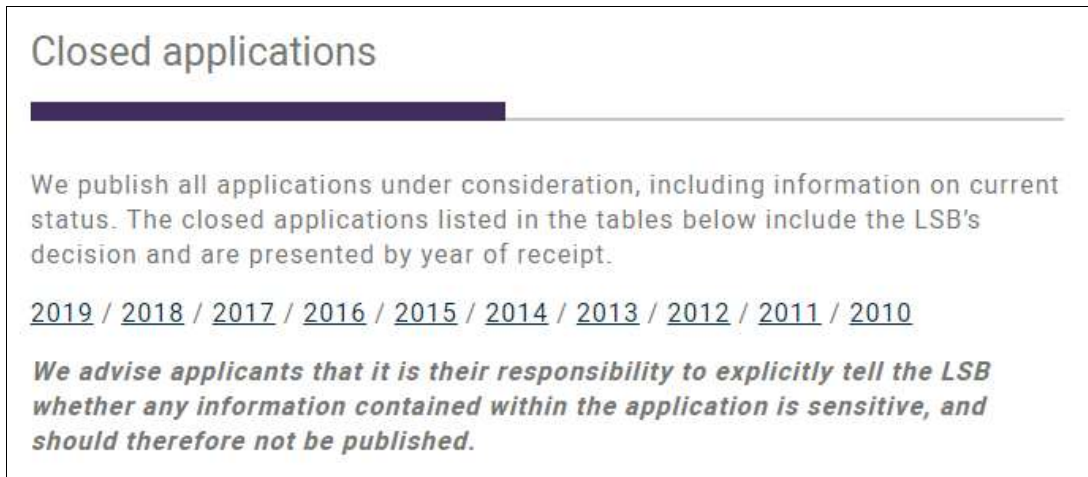 Closed applications
We publish all applications under consideration, including information on current
status. The closed applications listed in the tables below include the LSB's
decision and are presented by year of receipt.
2019 / 2018 / 2017 / 2016 / 2015 / 2014 / 2013 / 2012 / 2011 / 2010
We advise applicants that it is their responsibility to explicitly tell the LSB
whether any information contained within the application is sensitive, and
should therefore not be published.